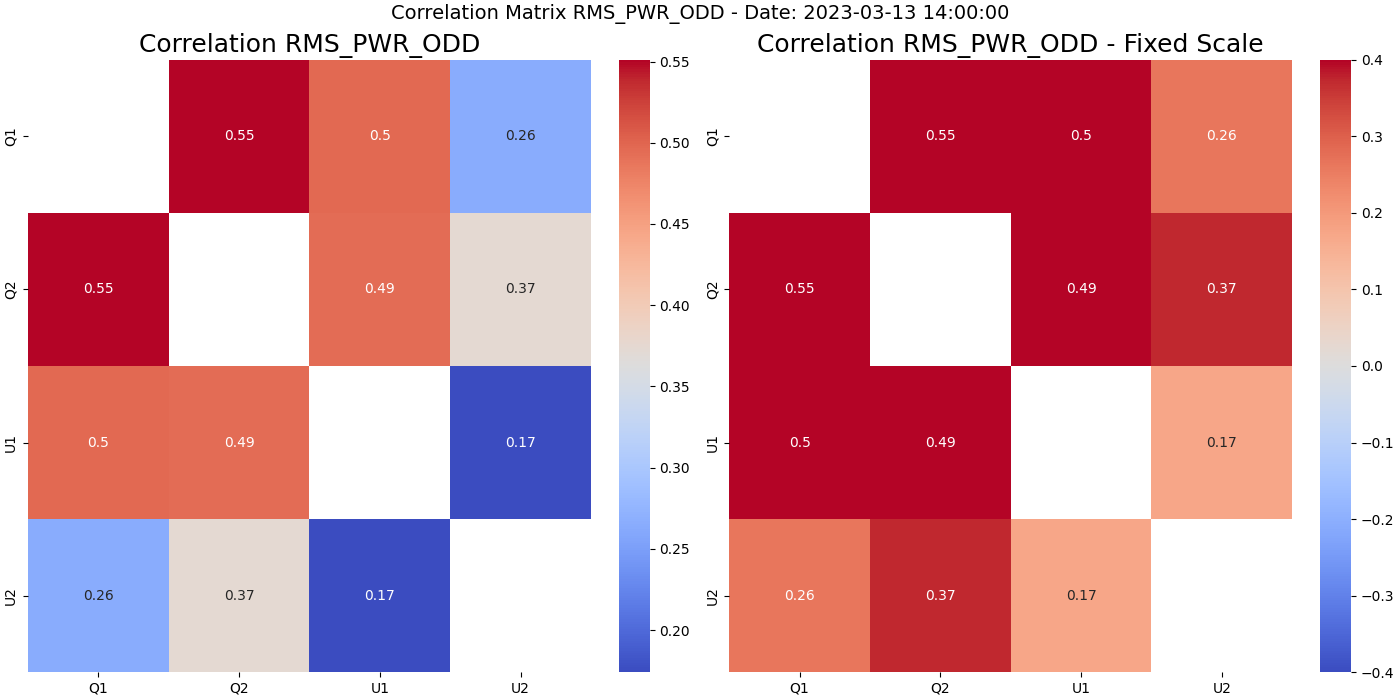 Correlation Matrix RMS_PWR_ODD - Date: 2023-03-13 14:00:00
Correlation RMS_PWR_ODD
Q1
0.55
0.5
0.26
Q2
0.55
0.49
0.37
U1
0.5
0.49
0.17
U2
0.26
0.37
0.17
Q1
Q2
U1
U2
0.55
0.50
0.45
0.40
0.35
0.30
0.25
0.20
Correlation RMS_PWR_ODD - Fixed Scale
Q1
0.55
0.5
0.26
Q2
0.55
0.49
0.37
U1
0.5
0.49
0.17
U2
0.26
0.37
0.17
Q1
Q2
U1
U2
0.4
0.3
0.2
0.1
0.0
−0.1
−0.2
−0.3
−0.4